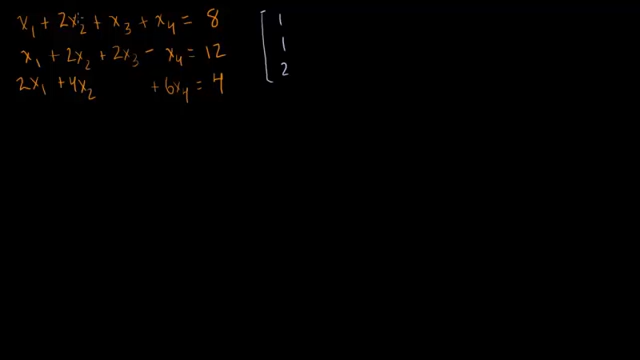 x₁ + 2x₂ + x₃ + x₄ = 8
x₁ + 2x₂ + 2x₃ - x₄ = 12
2x₁ + 4x₂ + 6x₄ = 4
[ 1
1
2